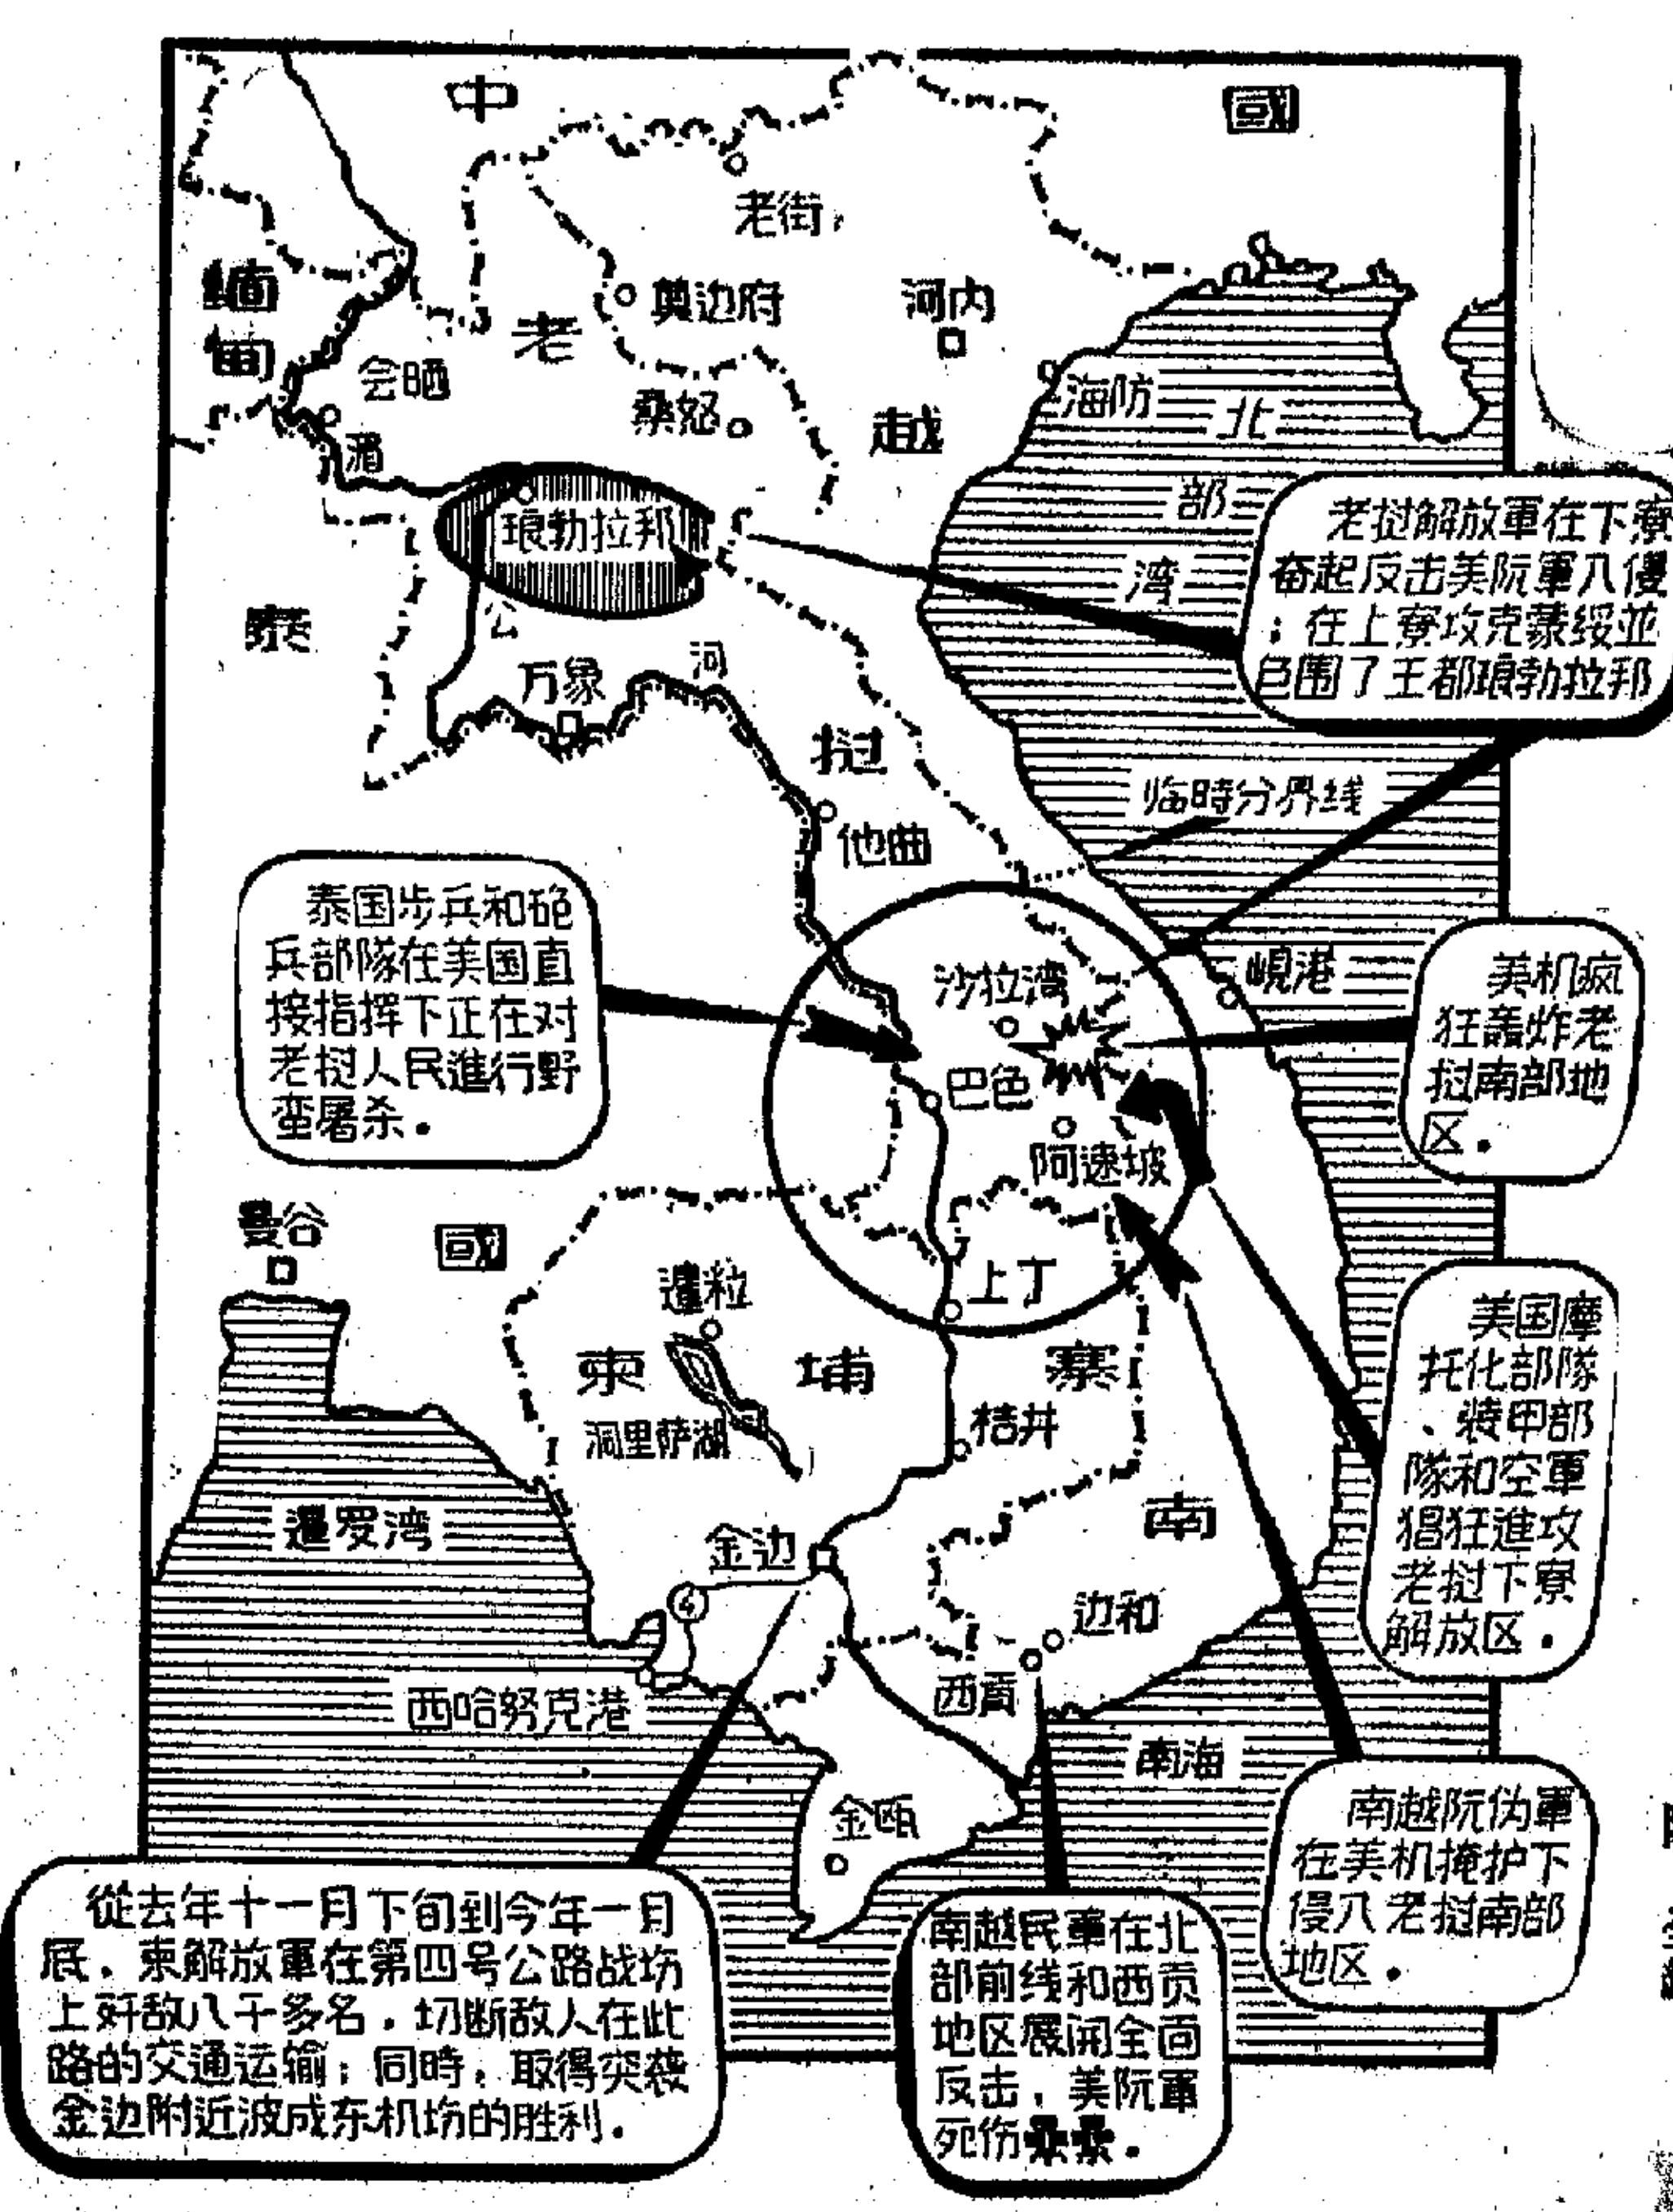 中
國
老街
緬
甸
老
奠边府
河内
会晒
桑怒
越
海防
北
湄
部
琅勃拉邦
湾
老挝解放軍在下寮
奋起反击美阮軍入侵
；在上寮攻克蒙绥並
包围了王都琅勃拉邦
泰
公
万象
河
挝
临時分界线
他曲
泰国步兵和砲
兵部隊在美国直
接指揮下正在对
老挝人民進行野
蛮屠杀。
沙拉湾
峴港
美机疯
狂轟炸老
挝南部地
区。
巴色
阿速坡
曼谷
國
上丁
暹粒
柬
埔
寨
洞里萨湖
桔井
美国摩
托化部隊
、装甲部
隊和空軍
猖狂進攻
老挝下寮
解放区。
暹罗湾
金边
南
4
边和
西哈努克港
西貢
南海
金瓯
南越阮伪軍
在美机掩护下
侵入老挝南部
地区。
從去年十一月下旬到今年一月
底，柬解放軍在第四号公路战场
上歼敌八千多名，切断敌人在此
路的交通运输；同時，取得突袭
金边附近波成东机场的胜利。
南越民軍在北
部前线和西贡
地区展開全面
反击，美阮軍
死伤累累。